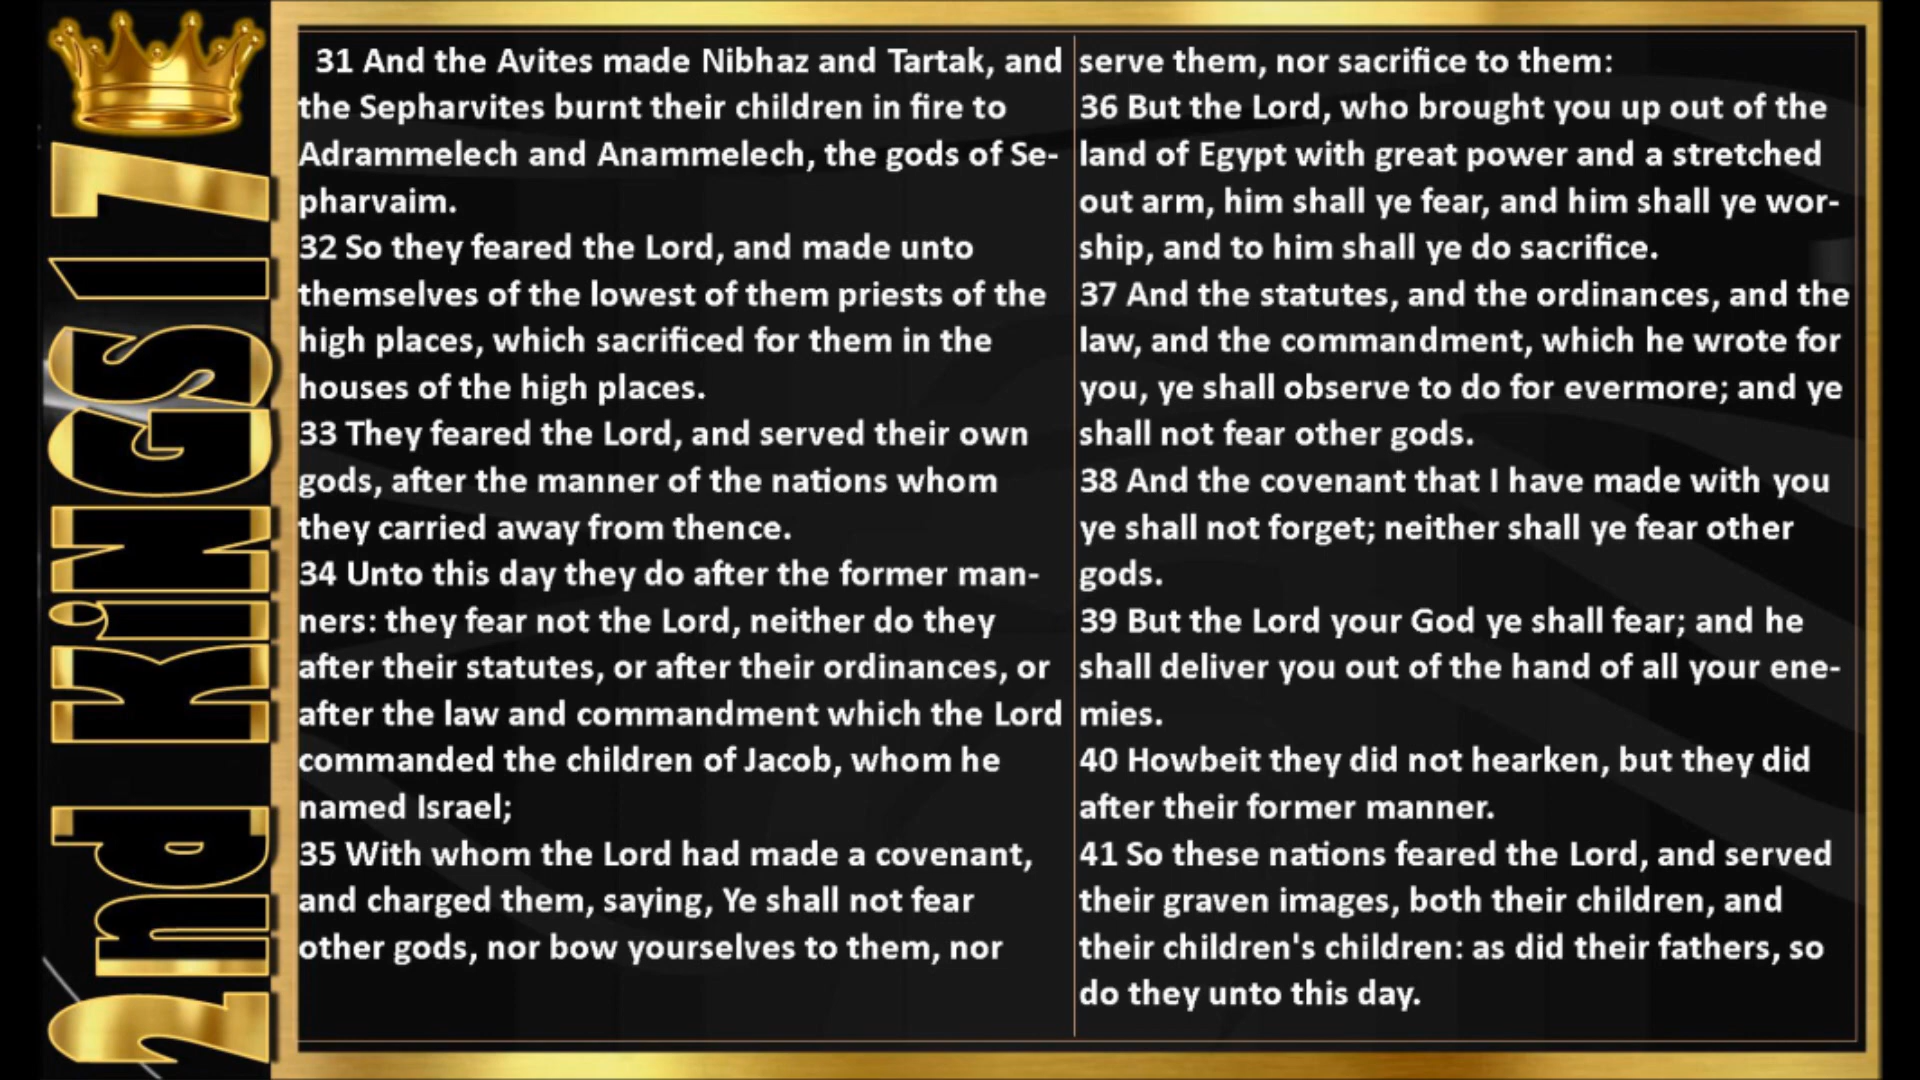 2nd KiNGS 17
31 And the Avites made Nibhaz and Tartak, and
the Sepharvites burnt their children in fire to
Adrammelech and Anammelech, the gods of Se-
pharvaim.
32 So they feared the Lord, and made unto
themselves of the lowest of them priests of the
high places, which sacrificed for them in the
houses of the high places.
33 They feared the Lord, and served their own
gods, after the manner of the nations whom
they carried away from thence.
34 Unto this day they do after the former man-
ners: they fear not the Lord, neither do they
after their statutes, or after their ordinances, or
after the law and commandment which the Lord
commanded the children of Jacob, whom he
named Israel;
35 With whom the Lord had made a covenant,
and charged them, saying, Ye shall not fear
other gods, nor bow yourselves to them, nor
serve them, nor sacrifice to them:
36 But the Lord, who brought you up out of the
land of Egypt with great power and a stretched
out arm, him shall ye fear, and him shall ye wor-
ship, and to him shall ye do sacrifice.
37 And the statutes, and the ordinances, and the
law, and the commandment, which he wrote for
you, ye shall observe to do for evermore; and ye
shall not fear other gods.
38 And the covenant that I have made with you
ye shall not forget; neither shall ye fear other
gods.
39 But the Lord your God ye shall fear; and he
shall deliver you out of the hand of all your ene-
mies.
40 Howbeit they did not hearken, but they did
after their former manner.
41 So these nations feared the Lord, and served
their graven images, both their children, and
their children's children: as did their fathers, so
do they unto this day.